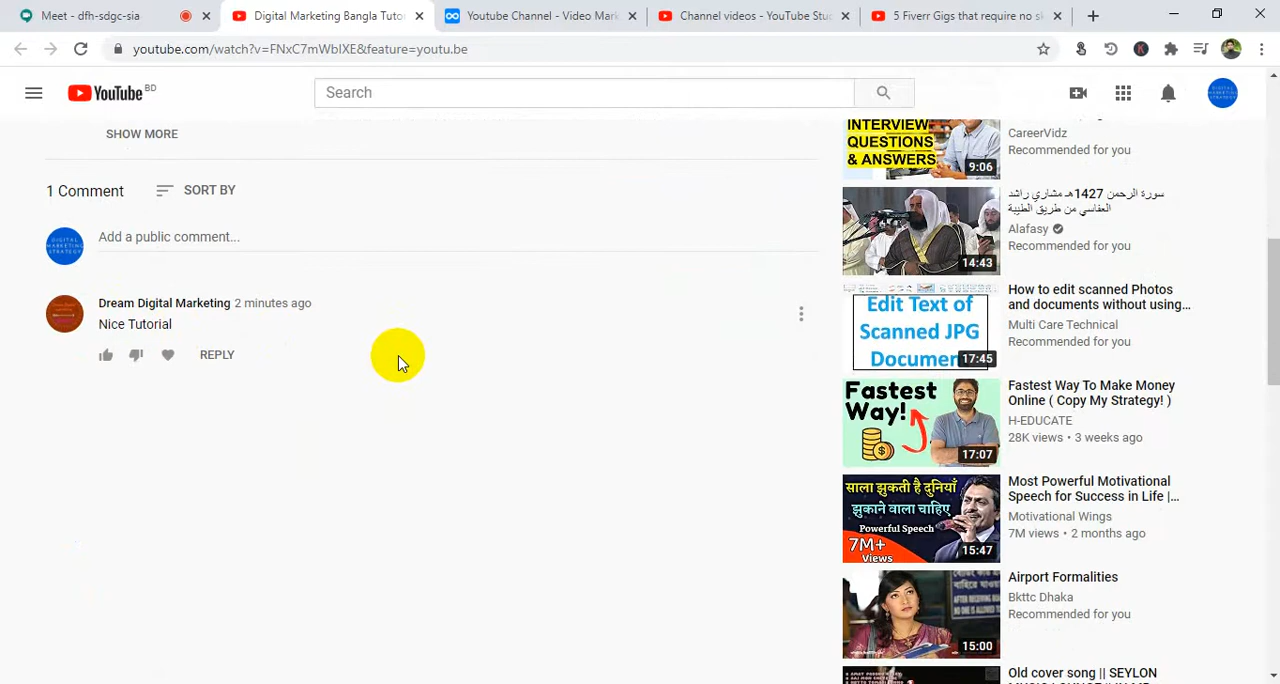 Meet - dfh-sdgc-sia
Digital Marketing Bangla Tutor
Youtube Channel - Video Mark
Channel videos - YouTube Stu
5 Fiverr Gigs that require no sk
youtube.com/watch?v=FNxC7mWbIXE&feature=youtu.be
YouTube BD
Search
SHOW MORE
1 Comment
SORT BY
DIGITAL
MARKETING
STRATEGY
Add a public comment...
Dream Digital Marketing 2 minutes ago
Nice Tutorial
REPLY
INTERVIEW
QUESTIONS
& ANSWERS
9:06
CareerVidz
Recommended for you
14:43
سورة الرحمن 1427هـ مشاري راشد
العفاسي من طريق الطيبة
Alafasy
Recommended for you
Edit Text of
Scanned JPG
Documen
17:45
How to edit scanned Photos
and documents without using...
Multi Care Technical
Recommended for you
Fastest
Way!
17:07
Fastest Way To Make Money
Online ( Copy My Strategy! )
H-EDUCATE
28K views • 3 weeks ago
साला झुकती है दुनियाँ
झुकाने वाला चाहिए
Powerful Speech
7M+
Views
15:47
Most Powerful Motivational
Speech for Success in Life |...
Motivational Wings
7M views • 2 months ago
15:00
Airport Formalities
Bkttc Dhaka
Recommended for you
Old cover song || SEYLON